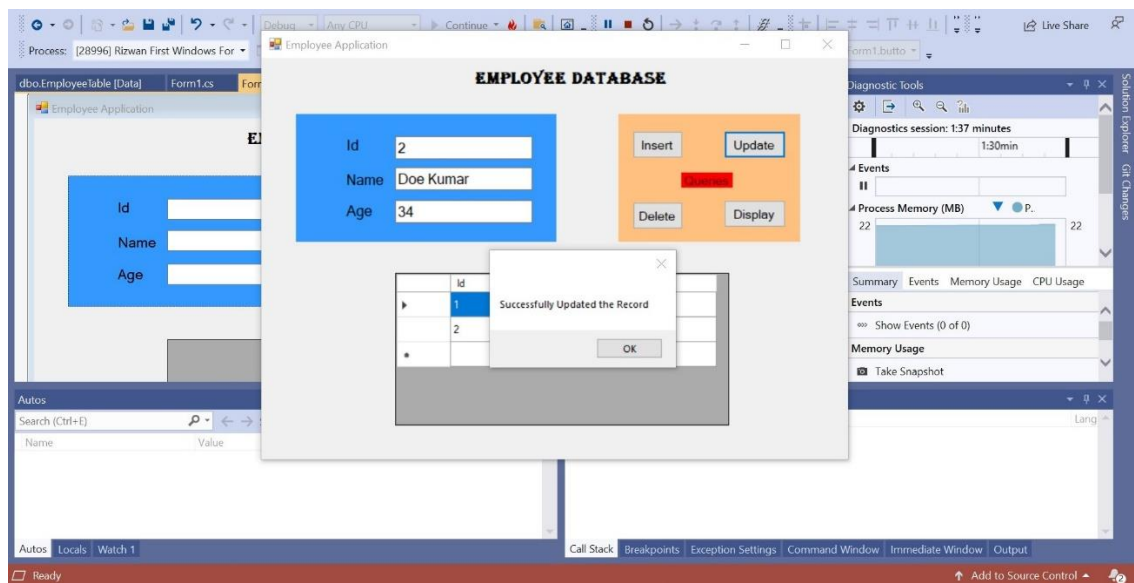 Debug Any CPU Continue Live Share
Process: [28996] Rizwan First Windows For
Form1.butto
dbo.EmployeeTable [Data] Form1.cs Form
Employee Application
Id
Name
Age
Employee Application
EMPLOYEE DATABASE
Id 2
Name Doe Kumar
Age 34
Insert Update
Queries
Delete Display
Id
1
2
Successfully Updated the Record
OK
Diagnostic Tools
Diagnostics session: 1:37 minutes
1:30min
Events
Process Memory (MB) P..
22 22
Summary Events Memory Usage CPU Usage
Events
Show Events (0 of 0)
Memory Usage
Take Snapshot
Solution Explorer Git Changes
Autos
Search (Ctrl+E)
Name Value
Lang
Autos Locals Watch 1
Call Stack Breakpoints Exception Settings Command Window Immediate Window Output
Ready Add to Source Control 2